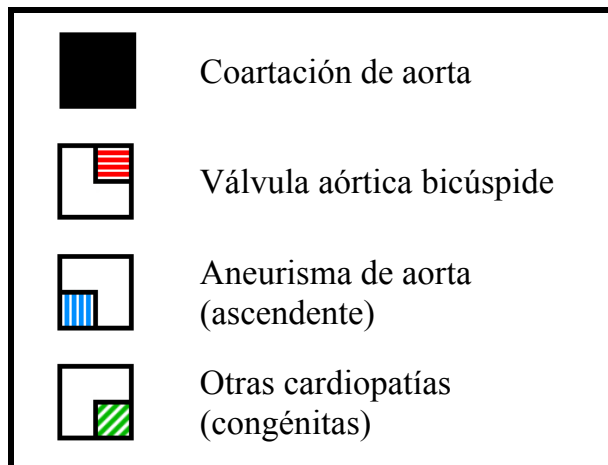 Coartación de aorta
Válvula aórtica bicúspide
Aneurisma de aorta
(ascendente)
Otras cardiopatías
(congénitas)